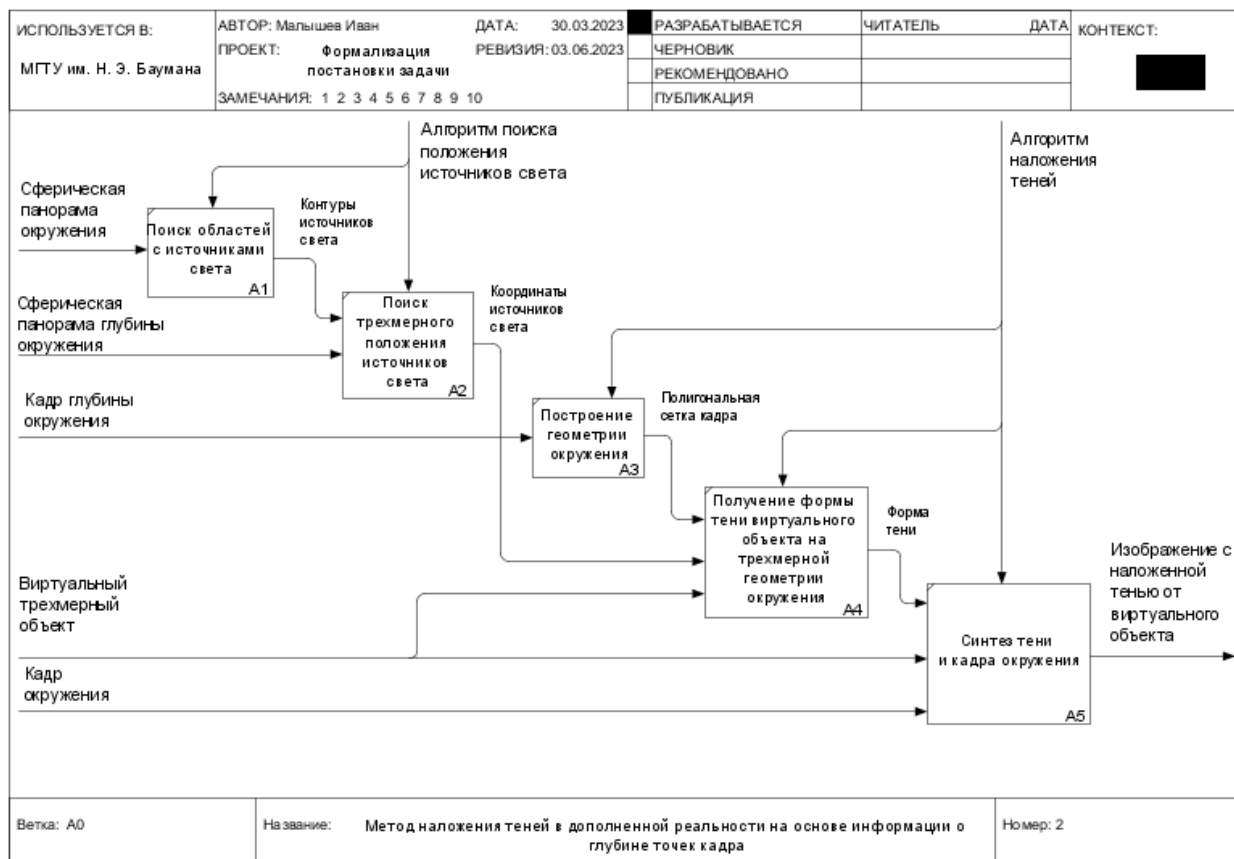 ИСПОЛЬЗУЕТСЯ В:
МГТУ им. Н. Э. Баумана
АВТОР: Малышев Иван
ДАТА: 30.03.2023
ПРОЕКТ: Формализация
постановки задачи
РЕВИЗИЯ: 03.06.2023
ЗАМЕЧАНИЯ: 1 2 3 4 5 6 7 8 9 10
РАЗРАБАТЫВАЕТСЯ
ЧЕРНОВИК
РЕКОМЕНДОВАНО
ПУБЛИКАЦИЯ
ЧИТАТЕЛЬ
ДАТА
КОНТЕКСТ:
Алгоритм поиска
положения
источников света
Алгоритм
наложения
теней
Сферическая
панорама
окружения
Поиск областей
с источниками
света
A1
Контуры
источников
света
Сферическая
панорама глубины
окружения
Поиск
трехмерного
положения
источников
света
A2
Координаты
источников
света
Кадр глубины
окружения
Построение
геометрии
окружения
A3
Полигональная
сетка кадра
Получение формы
тени виртуального
объекта на
трехмерной
геометрии
окружения
A4
Форма
тени
Виртуальный
трехмерный
объект
Кадр
окружения
Синтез тени
и кадра окружения
A5
Изображение с
наложенной
тенью от
виртуального
объекта
Ветка: A0
Название: Метод наложения теней в дополненной реальности на основе информации о
глубине точек кадра
Номер: 2